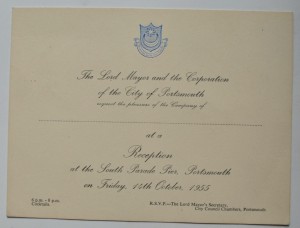 The Lord Mayor and the Corporation
of the City of Portsmouth
request the pleasure of the Company of
at a
Reception
at the South Parade Pier, Portsmouth
on Friday, 14th October, 1955
R.S.V.P.—The Lord Mayor's Secretary,
City Council Chambers, Portsmouth